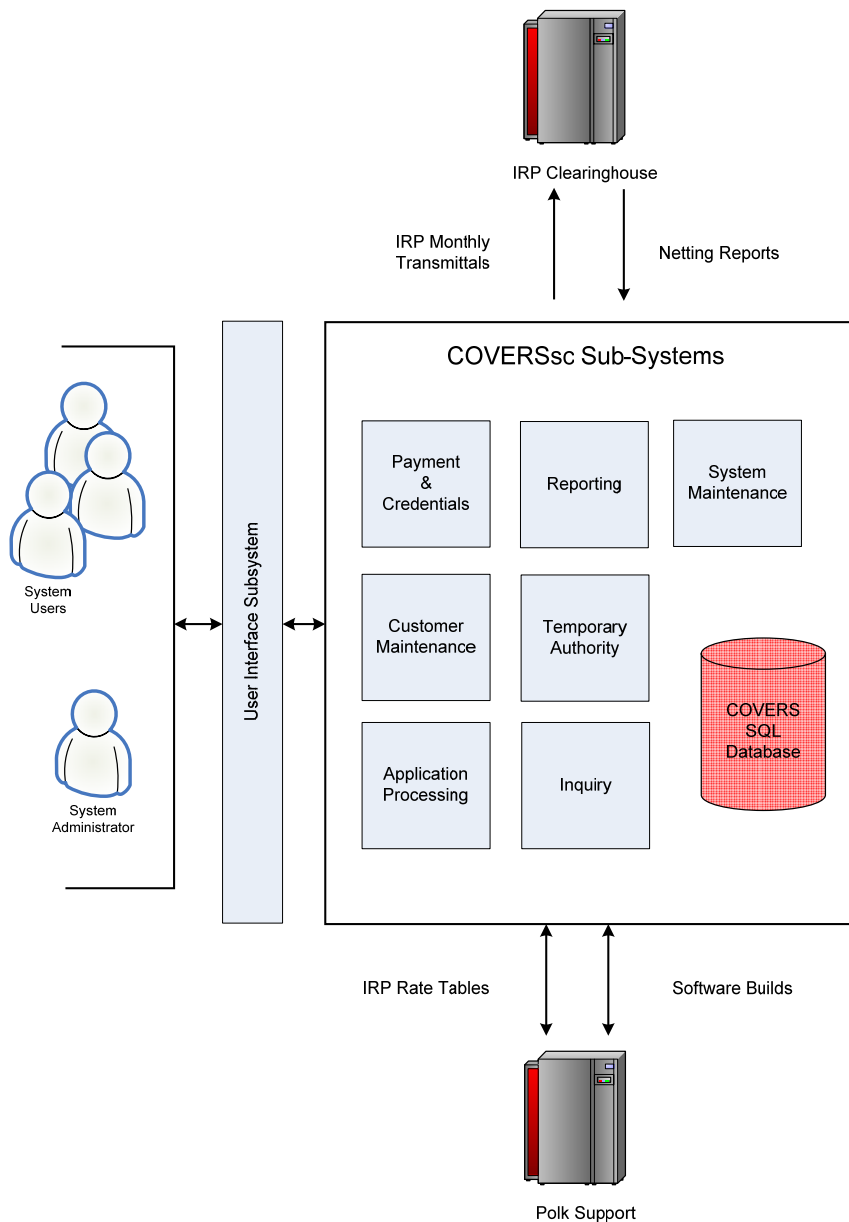 IRP Clearinghouse
IRP Monthly
Transmittals
Netting Reports
COVERSsc Sub-Systems
Payment
&
Credentials
Reporting
System
Maintenance
System
Users
User Interface Subsystem
Customer
Maintenance
Temporary
Authority
COVERS
SQL
Database
System
Administrator
Application
Processing
Inquiry
IRP Rate Tables
Software Builds
Polk Support